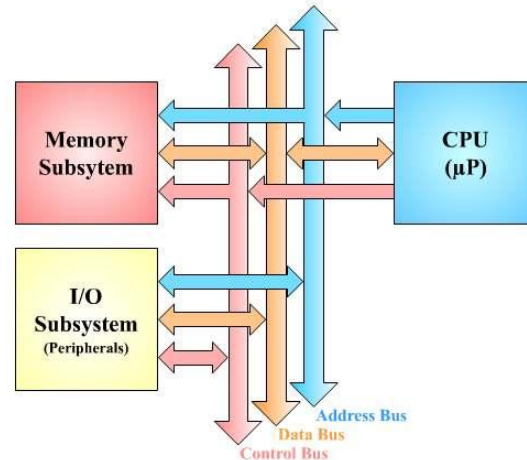 Memory
Subsytem
CPU
(µP)
I/O
Subsystem
(Peripherals)
Address Bus
Data Bus
Control Bus